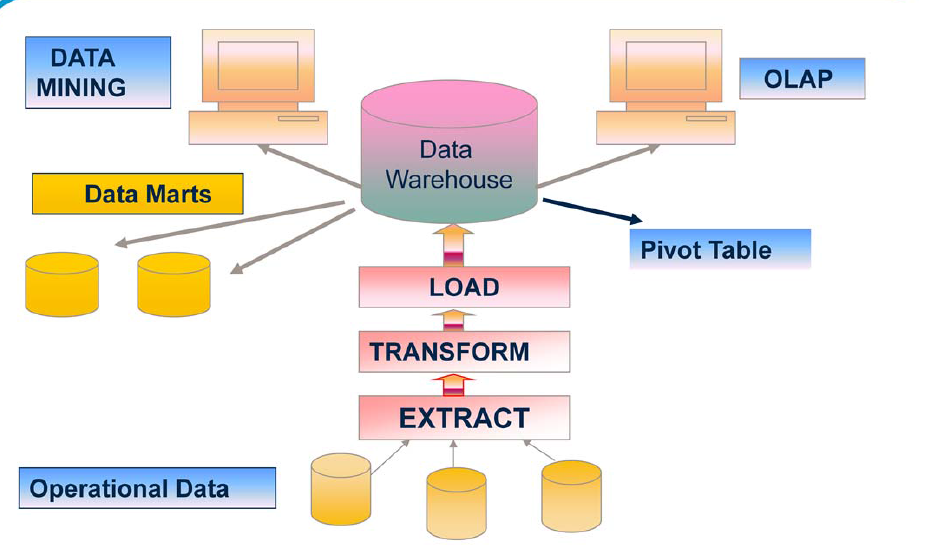 DATA
MINING
OLAP
Data
Warehouse
Data Marts
Pivot Table
LOAD
TRANSFORM
EXTRACT
Operational Data